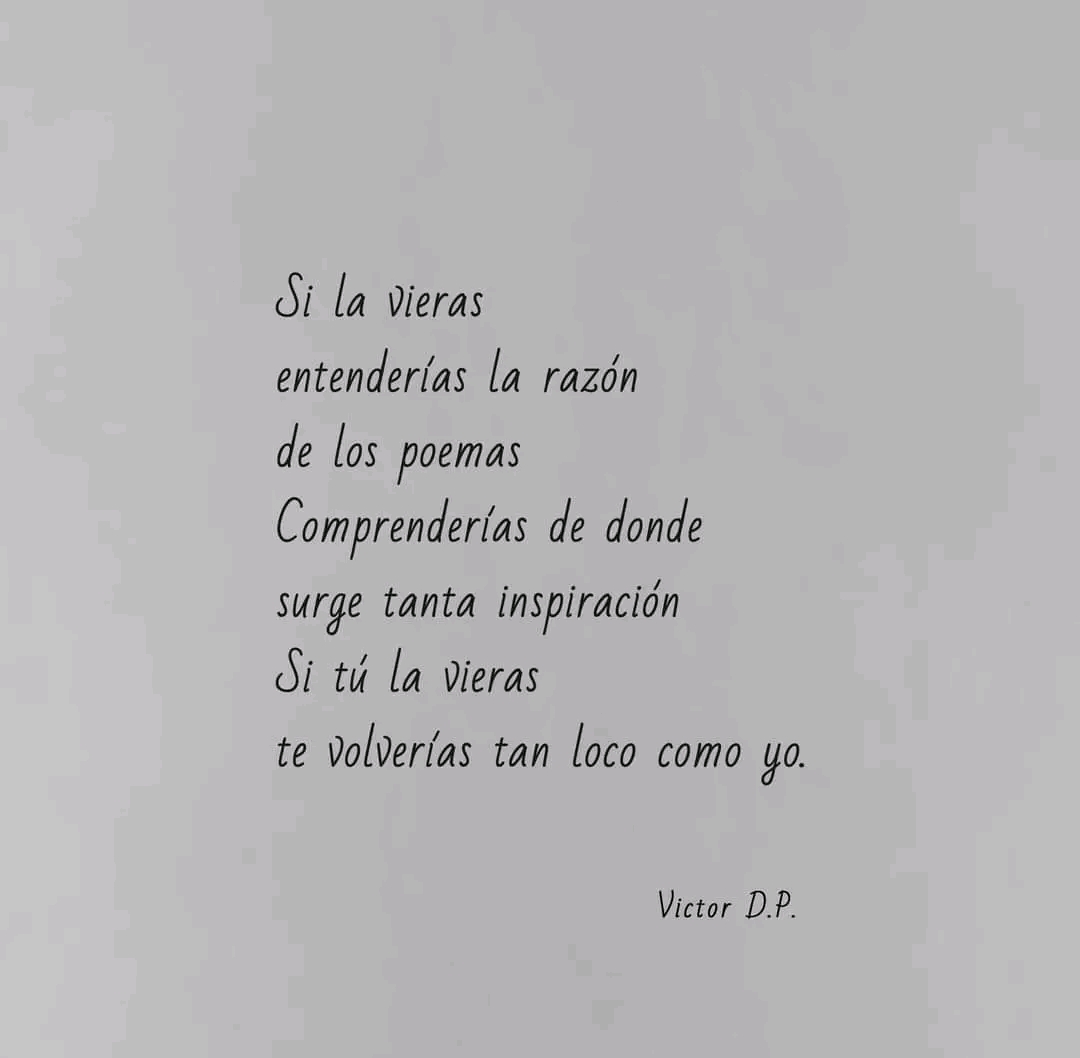 Si la vieras
entenderías la razón
de los poemas
Comprenderías de donde
surge tanta inspiración
Si tú la vieras
te volverías tan loco como yo.
Victor D.P.